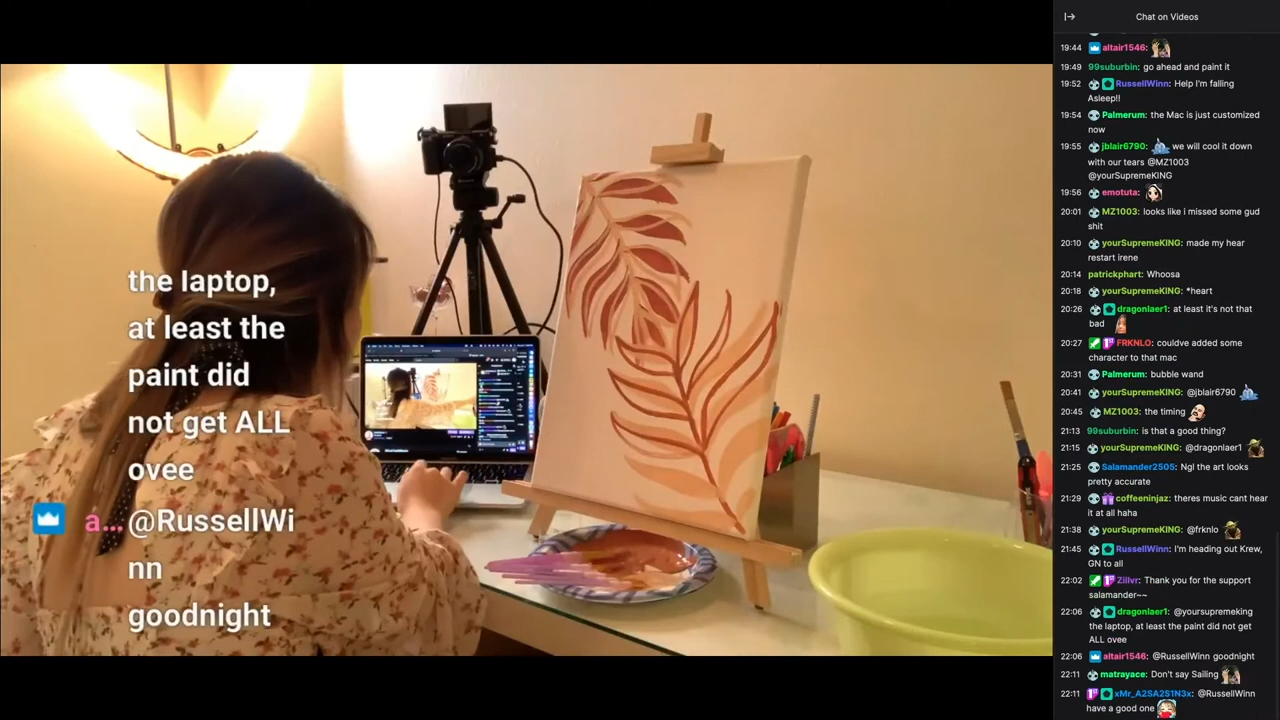 the laptop,
at least the
paint did
not get ALL
ovee
a... @RussellWi
nn
goodnight
Chat on Videos
19:44 altair1546:
19:49 99suburbin: go ahead and paint it
19:52 RussellWinn: Help I'm falling
Asleep!!
19:54 Palmerum: the Mac is just customized
now
19:55 jblair6790: we will cool it down
with our tears @MZ1003
@yourSupremeKING
19:56 emotuta:
20:01 MZ1003: looks like i missed some gud
shit
20:10 yourSupremeKING: made my hear
restart irene
20:14 patrickphart: Whoosa
20:18 yourSupremeKING: *heart
20:26 dragonlaer1: at least it's not that
bad
20:27 FRKNLO: couldve added some
character to that mac
20:31 Palmerum: bubble wand
20:41 yourSupremeKING: @jblair6790
20:45 MZ1003: the timing
21:13 99suburbin: is that a good thing?
21:15 yourSupremeKING: @dragonlaer1
21:25 Salamander2505: Ngl the art looks
pretty accurate
21:29 coffeeninjaz: theres music cant hear
it at all haha
21:38 yourSupremeKING: @frknlo
21:45 RussellWinn: I'm heading out Krew,
GN to all
22:02 Zillvr: Thank you for the support
salamander~~
22:06 dragonlaer1: @yoursupremeking
the laptop, at least the paint did not get
ALL ovee
22:06 altair1546: @RussellWinn goodnight
22:11 matrayace: Don't say Sailing
22:11 xMr_A2SA2S1N3x: @RussellWinn
have a good one